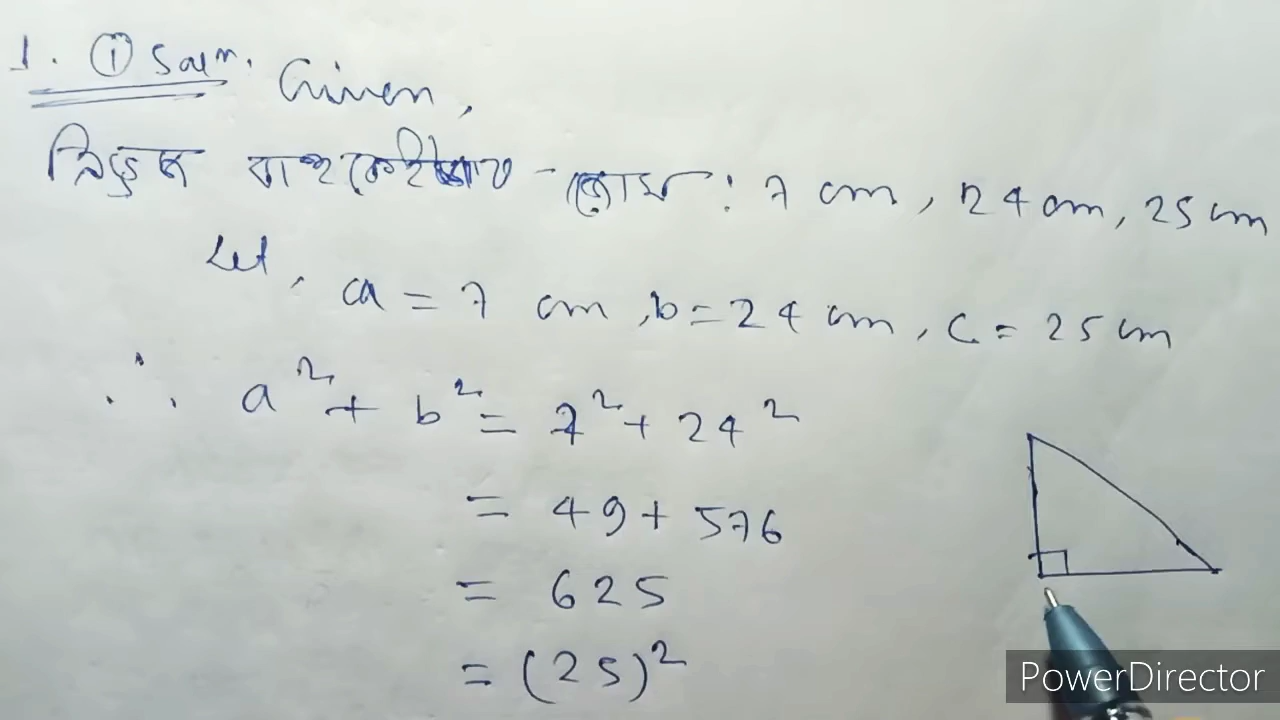 1. (i) Solⁿ. Given,
ত্রিভুজ : 7 cm, 24 cm, 25 cm
Let, a = 7 cm, b = 24 cm, c = 25 cm
∴ a² + b² = 7² + 24²
= 49 + 576
= 625
= (25)²
PowerDirector